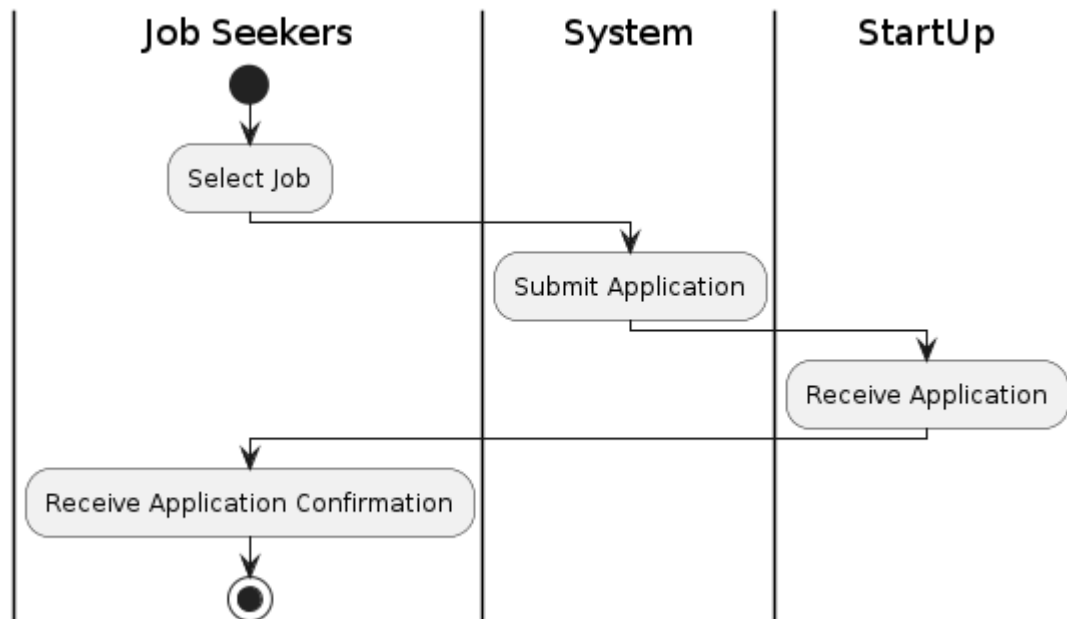 Job Seekers
System
StartUp
Select Job
Submit Application
Receive Application
Receive Application Confirmation